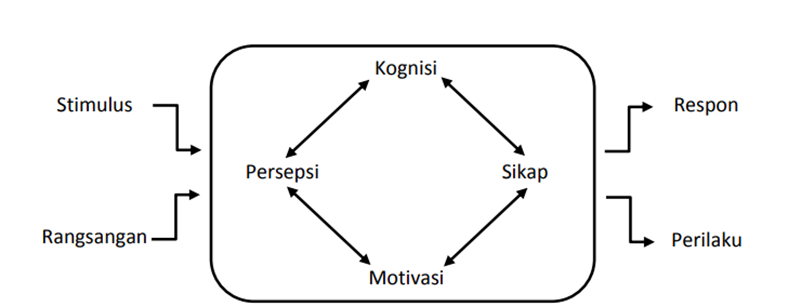 Kognisi
Stimulus
Respon
Persepsi
Sikap
Rangsangan
Perilaku
Motivasi